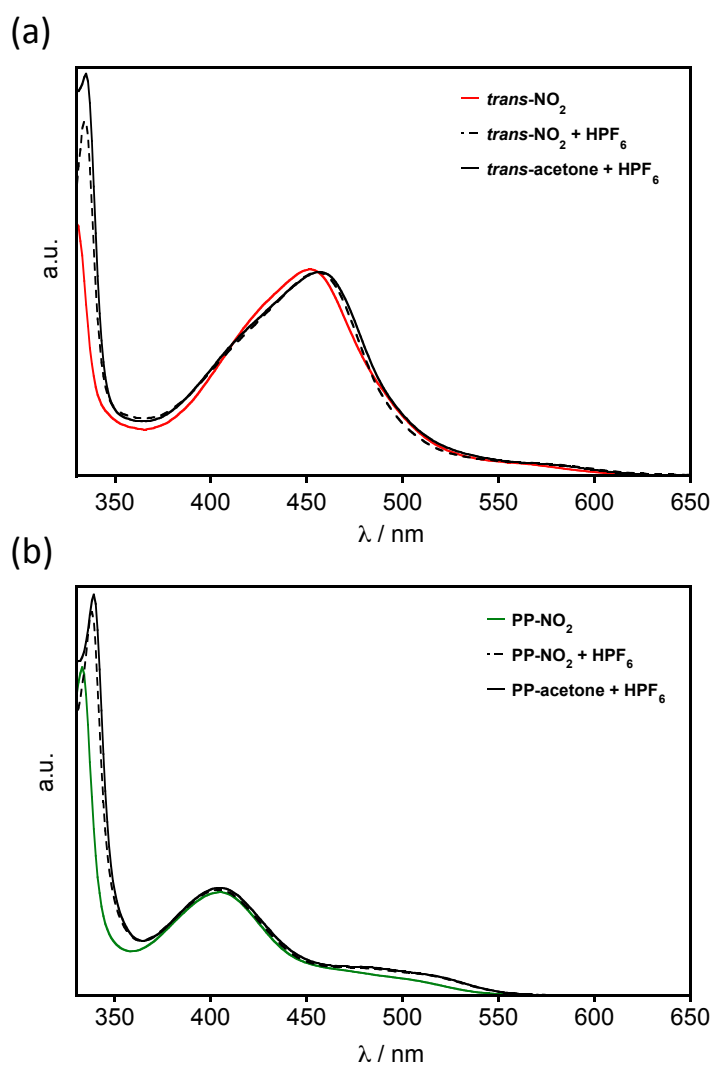 (a)
trans-NO₂
trans-NO₂ + HPF₆
trans-acetone + HPF₆
a.u.
350 400 450 500 550 600 650
λ / nm
(b)
PP-NO₂
PP-NO₂ + HPF₆
PP-acetone + HPF₆
a.u.
350 400 450 500 550 600 650
λ / nm